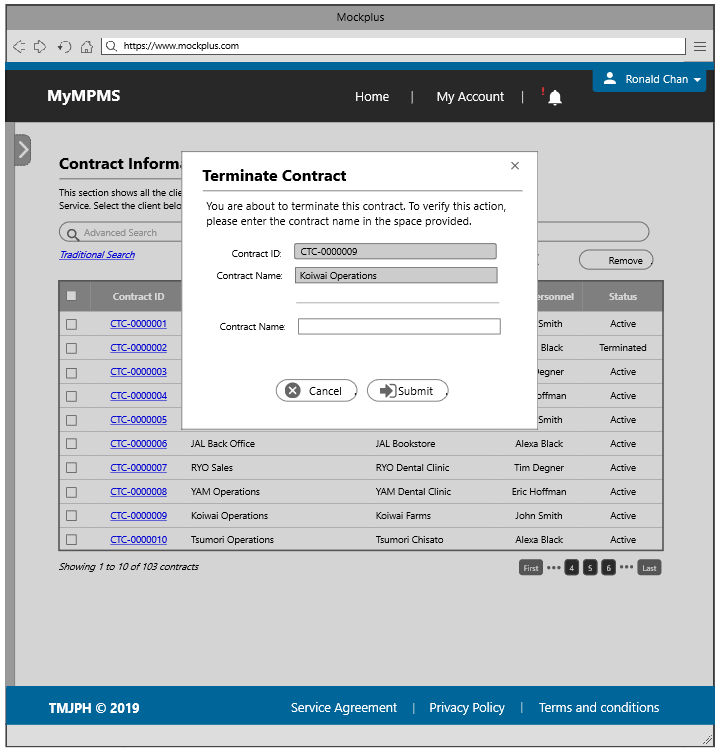 Mockplus
https://www.mockplus.com
Ronald Chan
MyMPMS
Home | My Account | !
Contract Inform
This section shows all the clie
Service. Select the client belo
Advanced Search
Traditional Search
Remove
Contract ID ersonnel Status
CTC-0000001 Smith Active
CTC-0000002 Black Terminated
CTC-0000003 egner Active
CTC-0000004 offman Active
CTC-0000005 Smith Active
CTC-0000006 JAL Back Office JAL Bookstore Alexa Black Active
CTC-0000007 RYO Sales RYO Dental Clinic Tim Degner Active
CTC-0000008 YAM Operations YAM Dental Clinic Eric Hoffman Active
CTC-0000009 Koiwai Operations Koiwai Farms John Smith Active
CTC-0000010 Tsumori Operations Tsumori Chisato Alexa Black Active
Showing 1 to 10 of 103 contracts
First ••• 4 5 6 ••• Last
Terminate Contract
You are about to terminate this contract. To verify this action,
please enter the contract name in the space provided.
Contract ID: CTC-0000009
Contract Name: Koiwai Operations
Contract Name:
Cancel Submit
TMJPH © 2019
Service Agreement | Privacy Policy | Terms and conditions